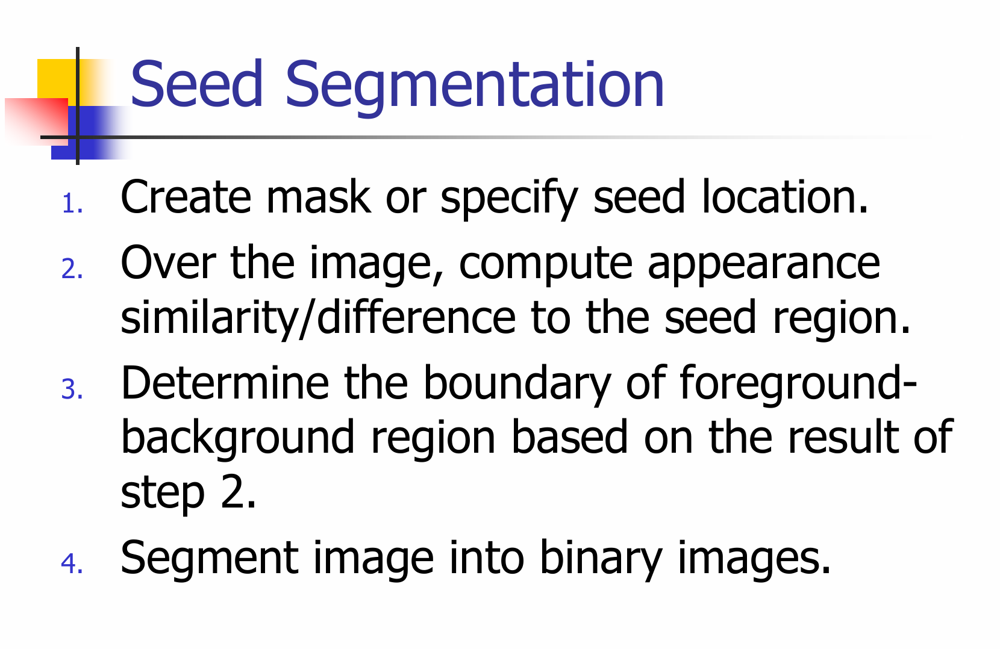 Seed Segmentation
1. Create mask or specify seed location.
2. Over the image, compute appearance
similarity/difference to the seed region.
3. Determine the boundary of foreground-
background region based on the result of
step 2.
4. Segment image into binary images.